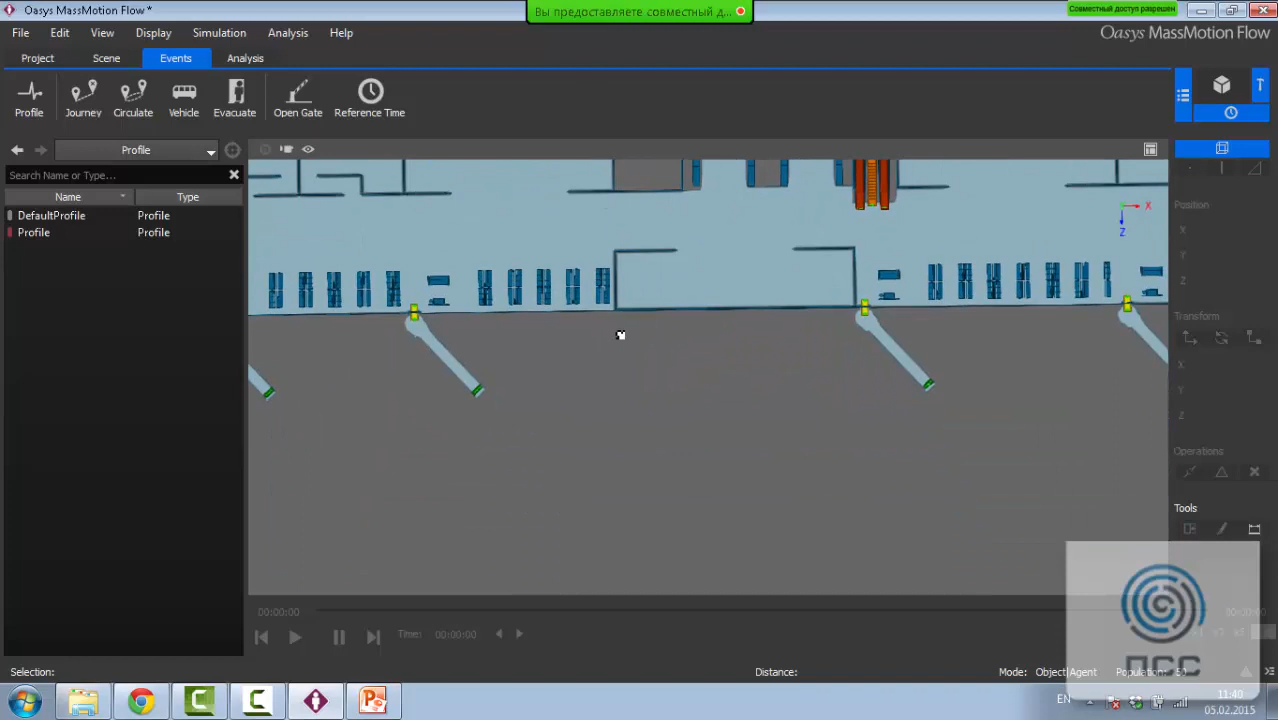 Oasys MassMotion Flow *
Вы предоставляете совместный д...
Совместный доступ разрешен
File Edit View Display Simulation Analysis Help
Oasys MassMotion Flow
Project Scene Events Analysis
Profile Journey Circulate Vehicle Evacuate Open Gate Reference Time
Profile
Search Name or Type...
Name Type
DefaultProfile Profile
Profile Profile
X
Z
Position
X
Y
Z
Transform
X
Y
Z
Operations
Tools
00:00:00
Time: 00:00:00
ПСС
Selection: Distance: Mode: Object|Agent Population:
EN
11:40
05.02.2015